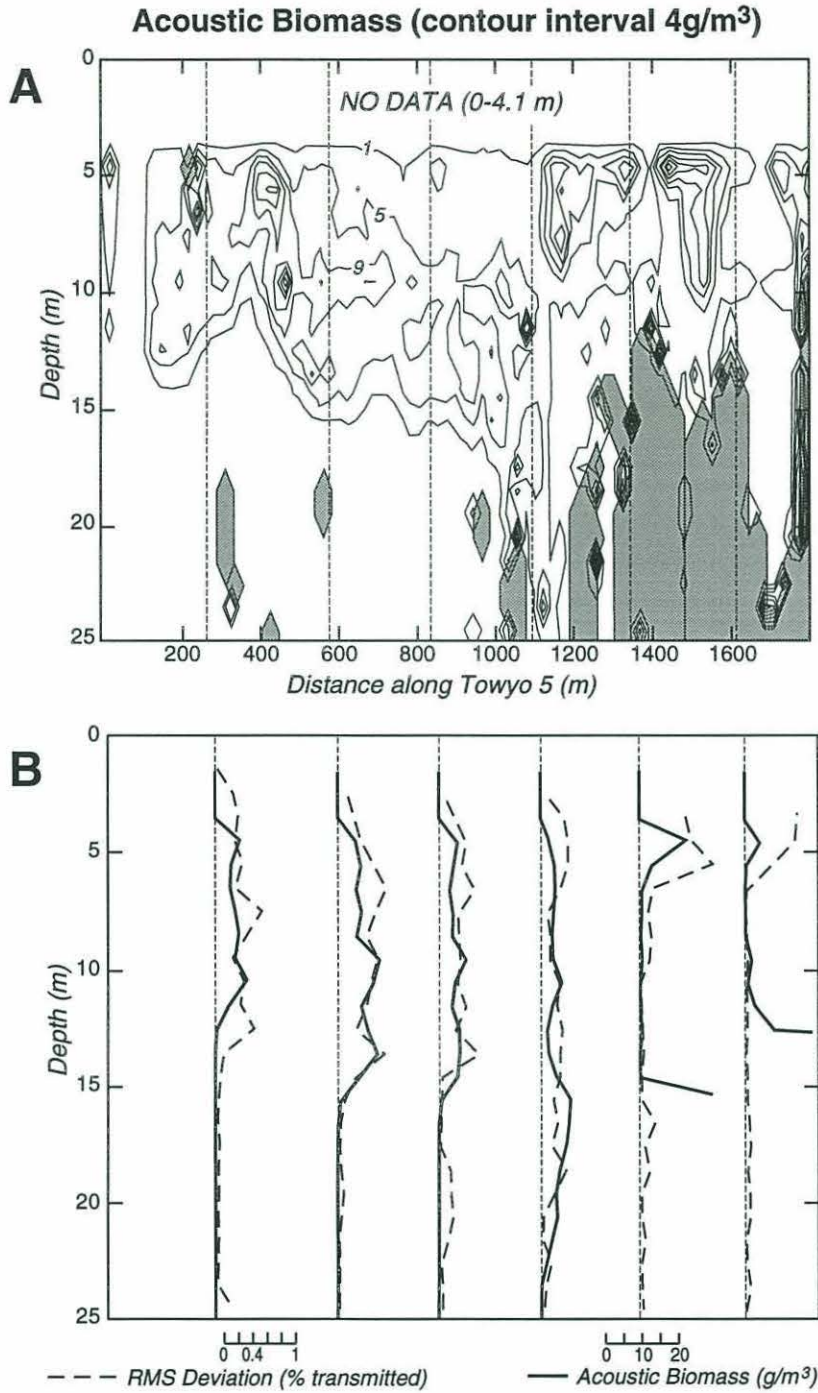 Acoustic Biomass (contour interval 4g/m³)
A
0
5
10
15
20
25
Depth (m)
NO DATA (0-4.1 m)
1
5
9
200 400 600 800 1000 1200 1400 1600
Distance along Towyo 5 (m)
B
0
5
10
15
20
25
Depth (m)
0 0.4 1
0 10 20
RMS Deviation (% transmitted)
Acoustic Biomass (g/m³)